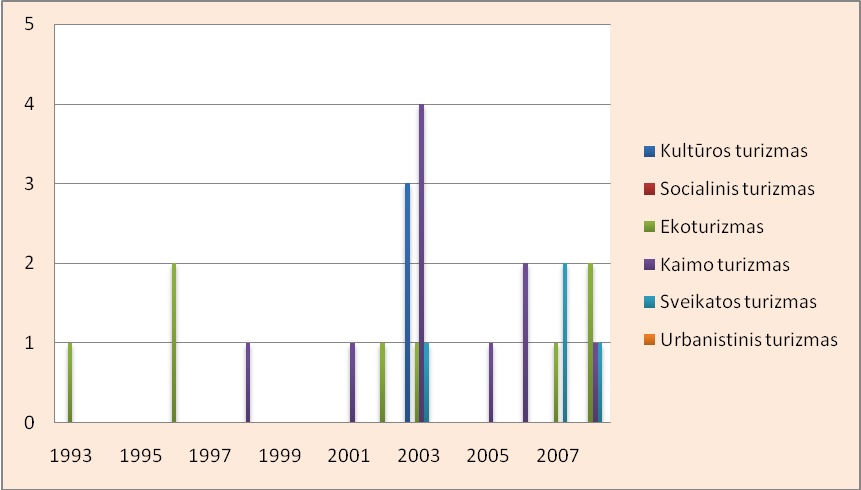 5
4
3
2
1
0
1993 1995 1997 1999 2001 2003 2005 2007
Kultūros turizmas
Socialinis turizmas
Ekoturizmas
Kaimo turizmas
Sveikatos turizmas
Urbanistinis turizmas